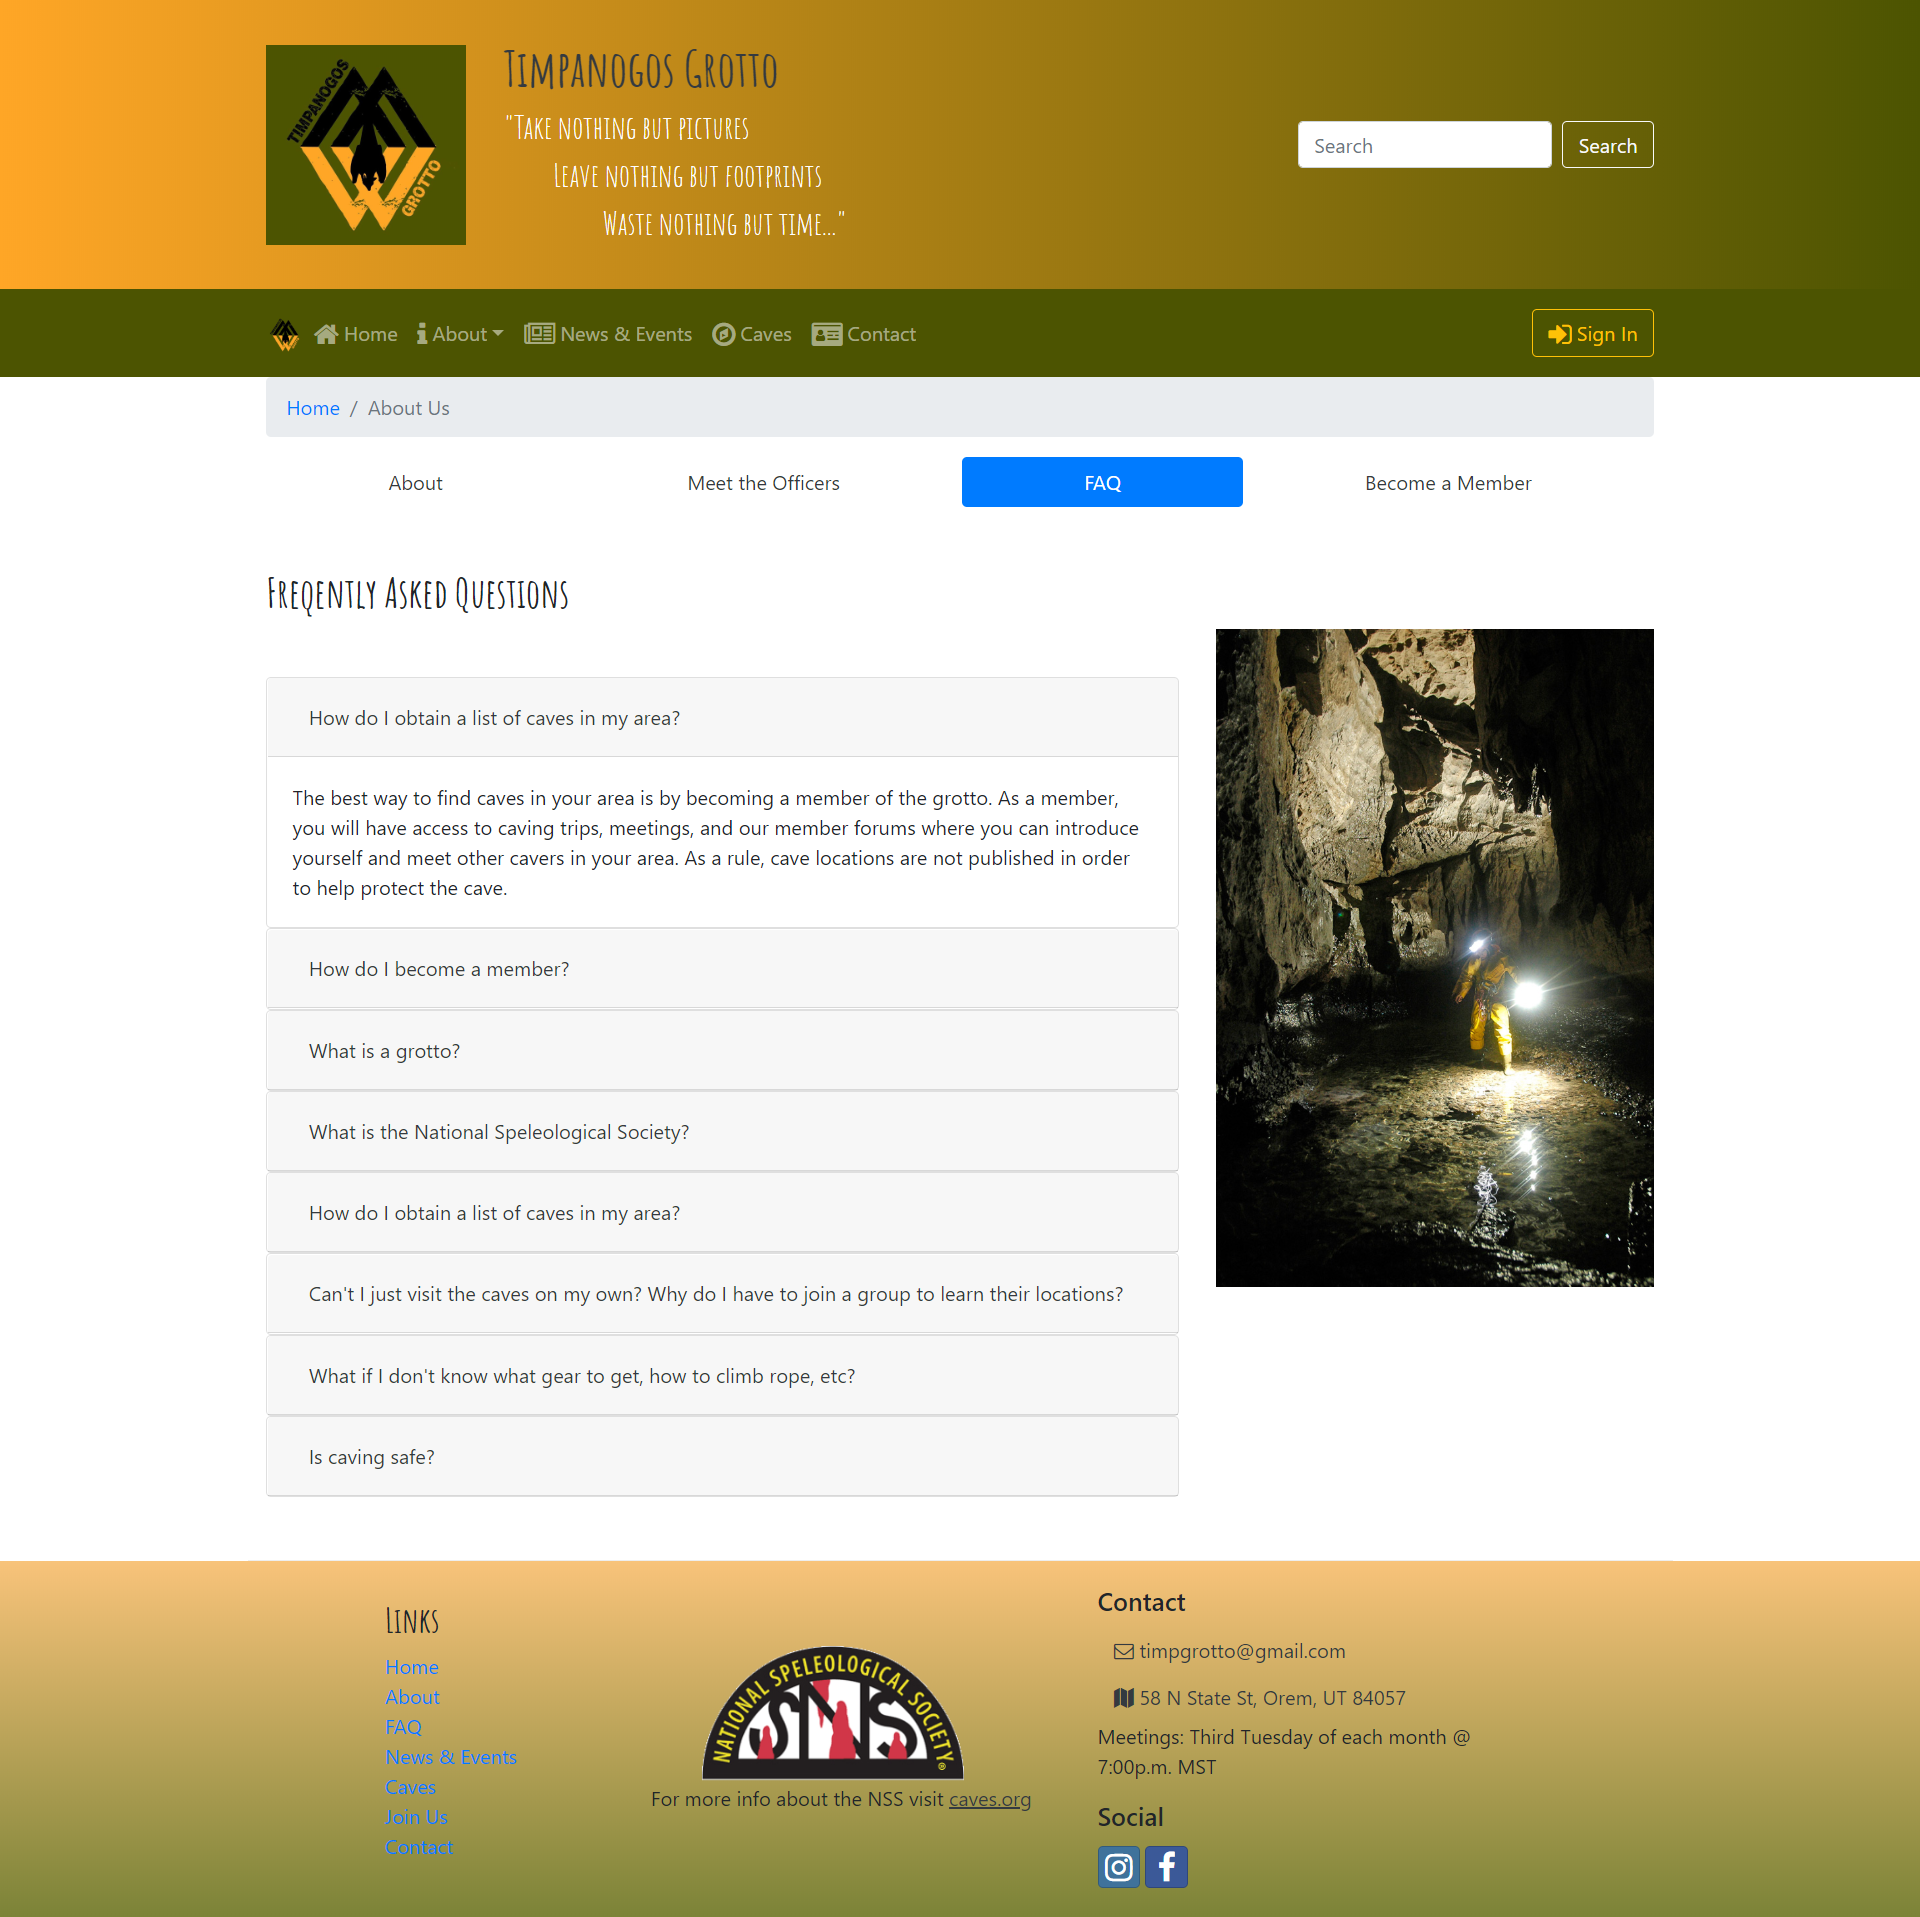 TIMPANOGOS
GROTTO
Timpanogos Grotto
"Take nothing but pictures
Leave nothing but footprints
Waste nothing but time..."
Search
Search
Home
About
News & Events
Caves
Contact
Sign In
Home / About Us
About
Meet the Officers
FAQ
Become a Member
Freqently Asked Questions
How do I obtain a list of caves in my area?
The best way to find caves in your area is by becoming a member of the grotto. As a member,
you will have access to caving trips, meetings, and our member forums where you can introduce
yourself and meet other cavers in your area. As a rule, cave locations are not published in order
to help protect the cave.
How do I become a member?
What is a grotto?
What is the National Speleological Society?
How do I obtain a list of caves in my area?
Can't I just visit the caves on my own? Why do I have to join a group to learn their locations?
What if I don't know what gear to get, how to climb rope, etc?
Is caving safe?
Links
Home
About
FAQ
News & Events
Caves
Join Us
Contact
NATIONAL SPELEOLOGICAL SOCIETY
SNS
®
For more info about the NSS visit caves.org
Contact
timpgrotto@gmail.com
58 N State St, Orem, UT 84057
Meetings: Third Tuesday of each month @
7:00p.m. MST
Social